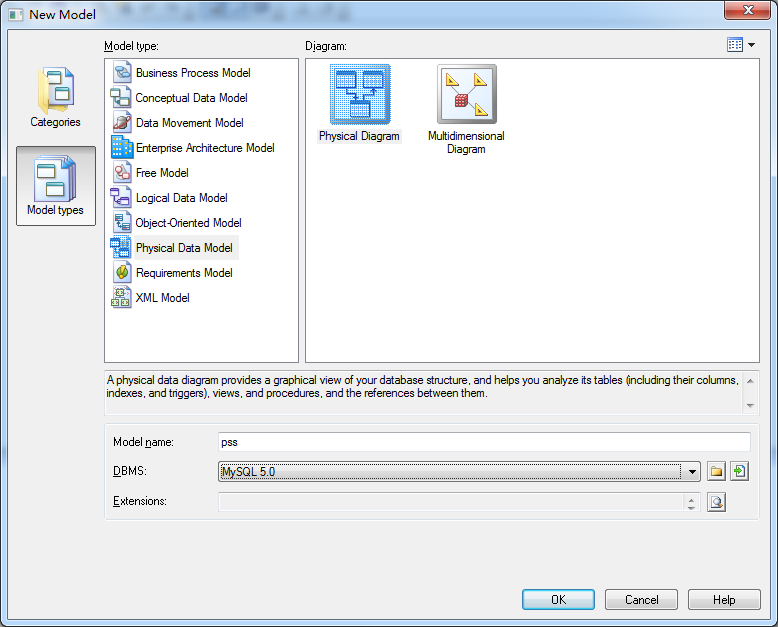 New Model
Model type:
Diagram:
Categories
Model types
Business Process Model
Conceptual Data Model
Data Movement Model
Enterprise Architecture Model
Free Model
Logical Data Model
Object-Oriented Model
Physical Data Model
Requirements Model
XML Model
Physical Diagram
Multidimensional
Diagram
A physical data diagram provides a graphical view of your database structure, and helps you analyze its tables (including their columns,
indexes, and triggers), views, and procedures, and the references between them.
Model name:
pss
DBMS:
MySQL 5.0
Extensions:
OK
Cancel
Help